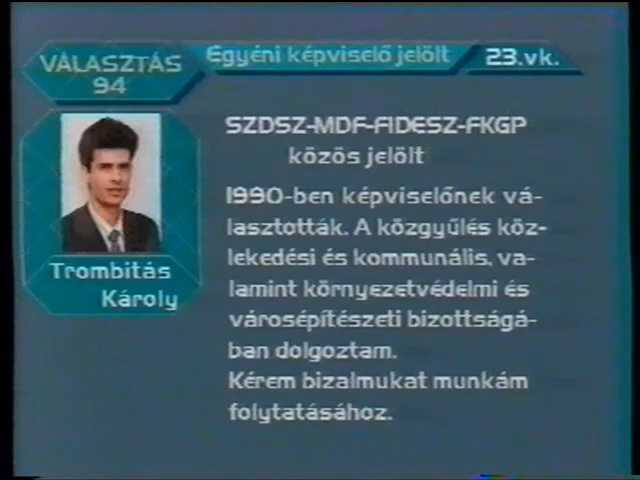 VÁLASZTÁS
94
Egyéni képviselő jelölt
23.vk.
Trombitás
Károly
SZDSZ-MDF-FIDESZ-FKGP
közös jelölt
1990-ben képviselőnek vá-
lasztották. A közgyűlés köz-
lekedési és kommunális, va-
lamint környezetvédelmi és
városépítészeti bizottságá-
ban dolgoztam.
Kérem bizalmukat munkám
folytatásához.